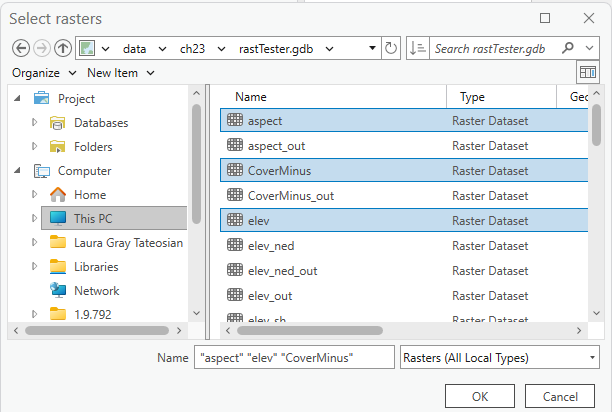 Select rasters
data ch23 rastTester.gdb Search rastTester.gdb
Organize New Item
Project
Databases
Folders
Computer
Home
This PC
Laura Gray Tateosian
Libraries
Network
1.9.792
Name Type Geo
aspect Raster Dataset
aspect_out Raster Dataset
CoverMinus Raster Dataset
CoverMinus_out Raster Dataset
elev Raster Dataset
elev_ned Raster Dataset
elev_ned_out Raster Dataset
elev_out Raster Dataset
elev_sh Raster Dataset
Name "aspect" "elev" "CoverMinus" Rasters (All Local Types)
OK Cancel